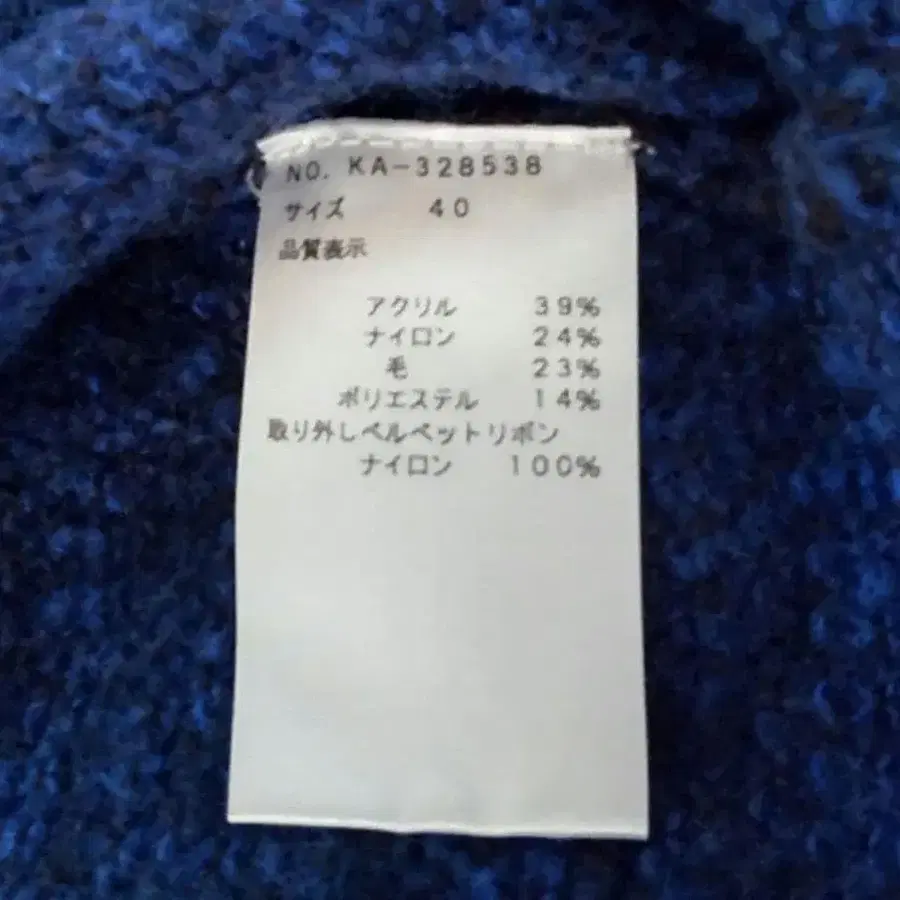 NO. KA-328538
サイズ 40
品質表示
アクリル 39%
ナイロン 24%
毛 23%
ポリエステル 14%
取り外しベルベットリボン
ナイロン 100%